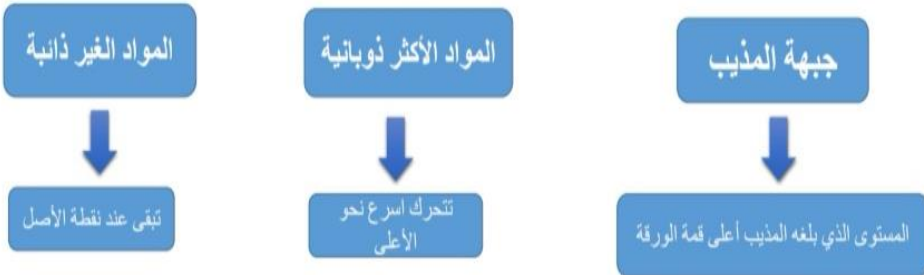 جبهة المذيب
المواد الأكثر ذوبانية
المواد الغير ذائبة
المستوى الذي بلغه المذيب أعلى قمة الورقة
تتحرك اسرع نحو
الأعلى
تبقى عند نقطة الأصل